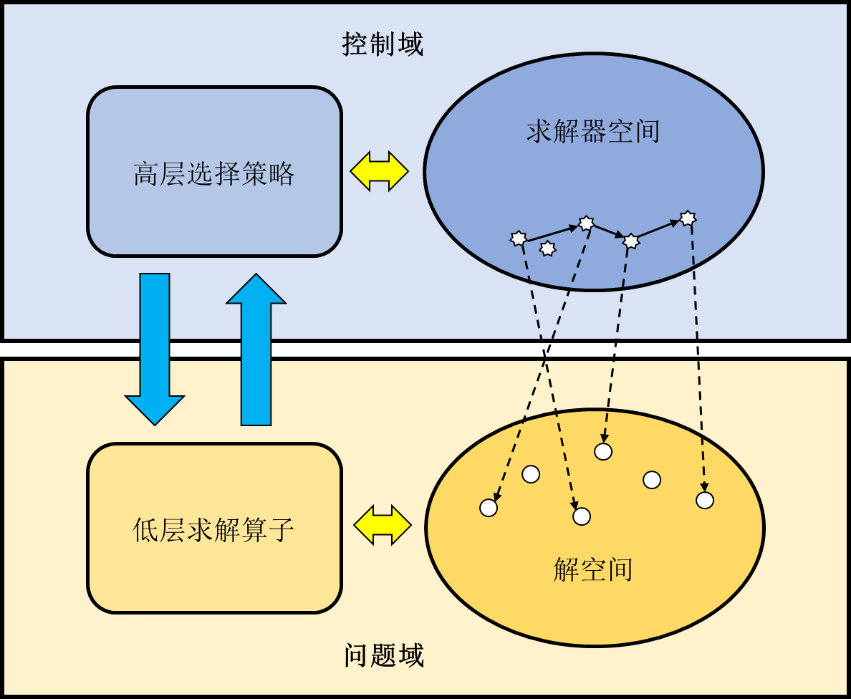 控制域
高层选择策略
求解器空间
低层求解算子
解空间
问题域